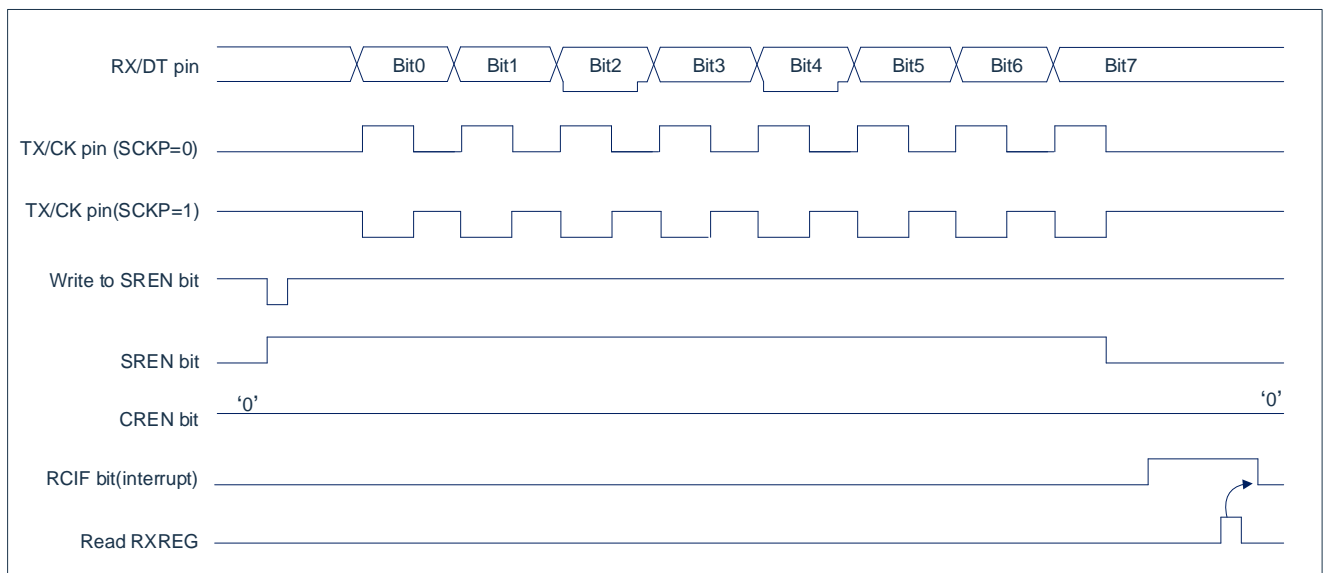 RX/DT pin Bit0 Bit1 Bit2 Bit3 Bit4 Bit5 Bit6 Bit7
TX/CK pin (SCKP=0)
TX/CK pin(SCKP=1)
Write to SREN bit
SREN bit
CREN bit ‘0’ ‘0’
RCIF bit(interrupt)
Read RXREG